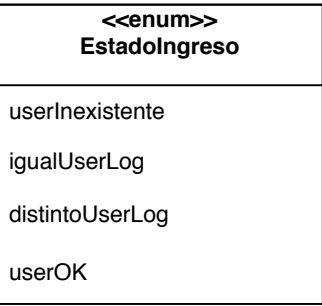 <<enum>>
EstadoIngreso
userInexistente
igualUserLog
distintoUserLog
userOK